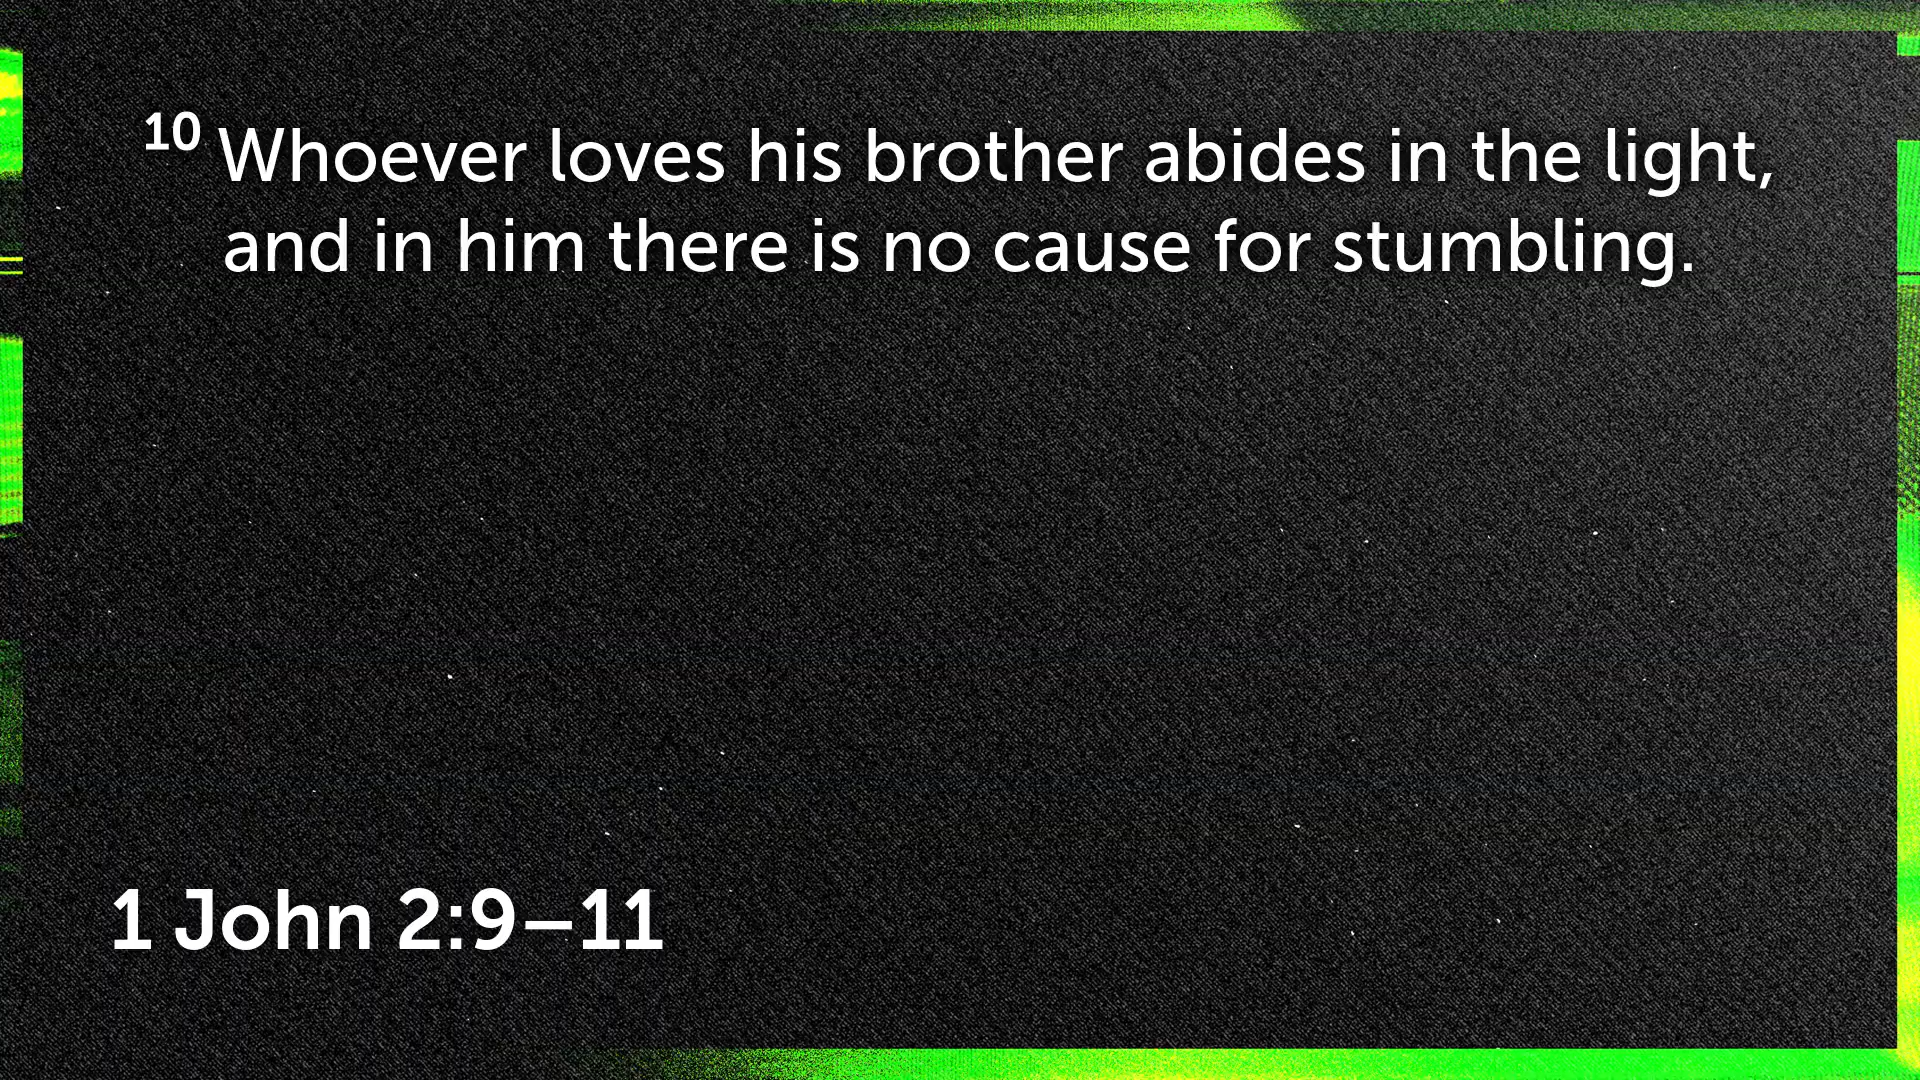 10 Whoever loves his brother abides in the light,
and in him there is no cause for stumbling.
1 John 2:9–11